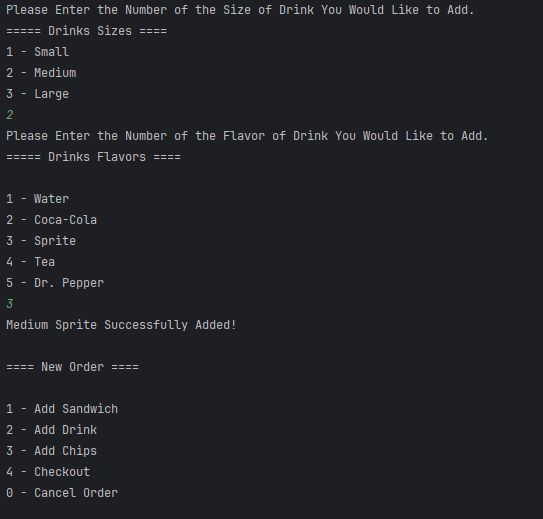 Please Enter the Number of the Size of Drink You Would Like to Add.
===== Drinks Sizes ====
1 - Small
2 - Medium
3 - Large
2
Please Enter the Number of the Flavor of Drink You Would Like to Add.
===== Drinks Flavors ====
1 - Water
2 - Coca-Cola
3 - Sprite
4 - Tea
5 - Dr. Pepper
3
Medium Sprite Successfully Added!
==== New Order ====
1 - Add Sandwich
2 - Add Drink
3 - Add Chips
4 - Checkout
0 - Cancel Order